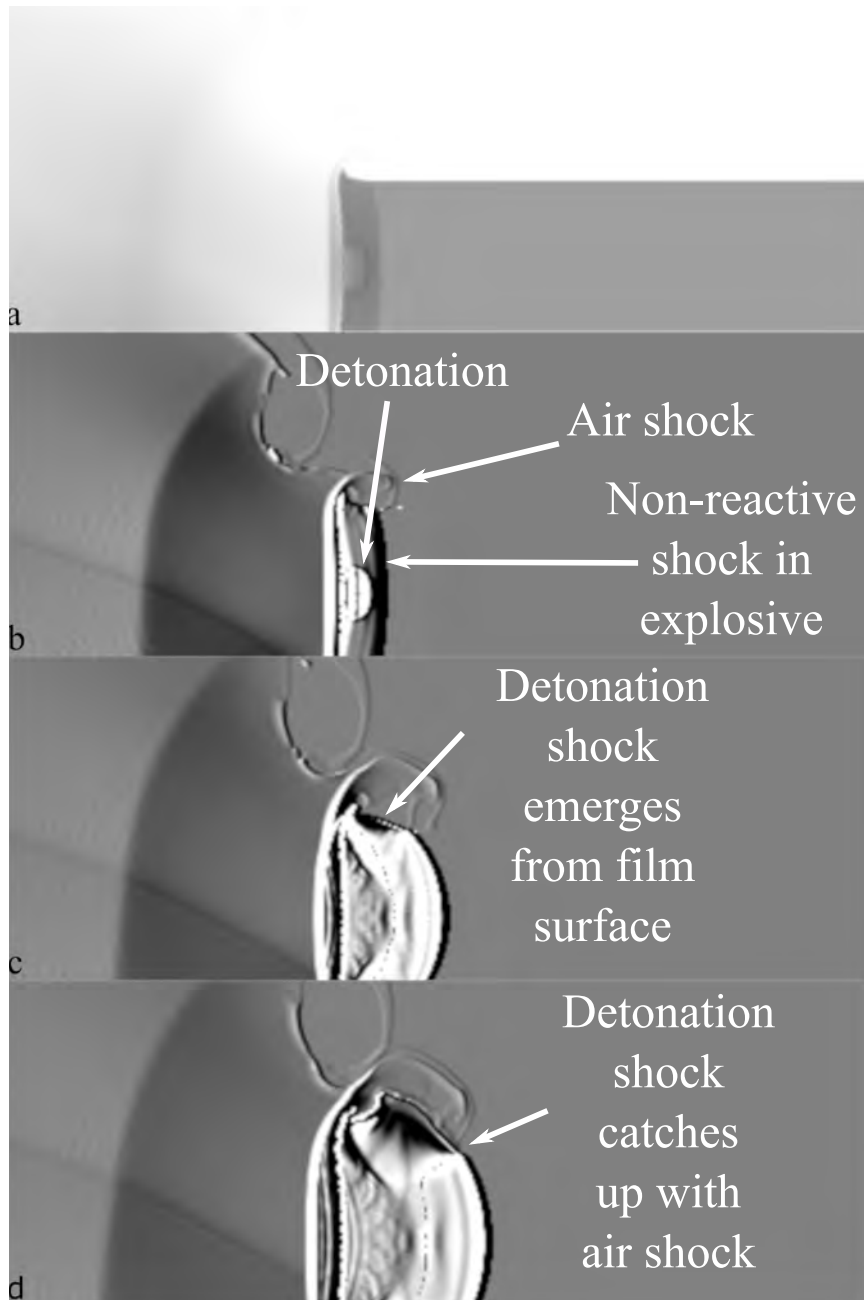 a
Detonation
Air shock
Non-reactive
shock in
explosive
b
Detonation
shock
emerges
from film
surface
c
Detonation
shock
catches
up with
air shock
d